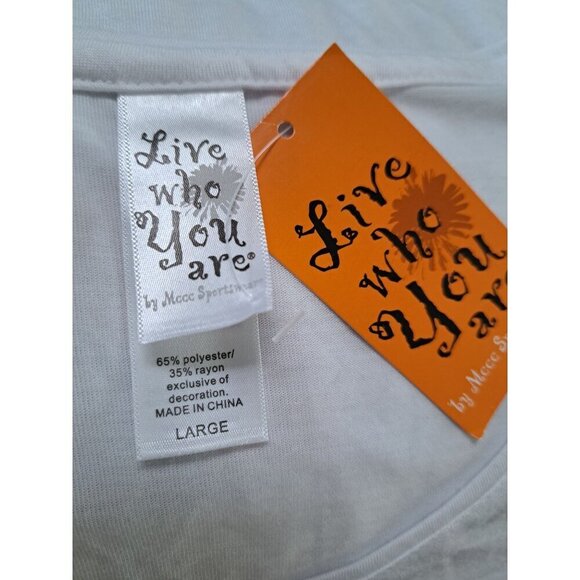 Live
who
You
are®
by Mccc Sportswear
65% polyester/
35% rayon
exclusive of
decoration.
MADE IN CHINA
LARGE
Live
who
You
are
by Mccc Sp